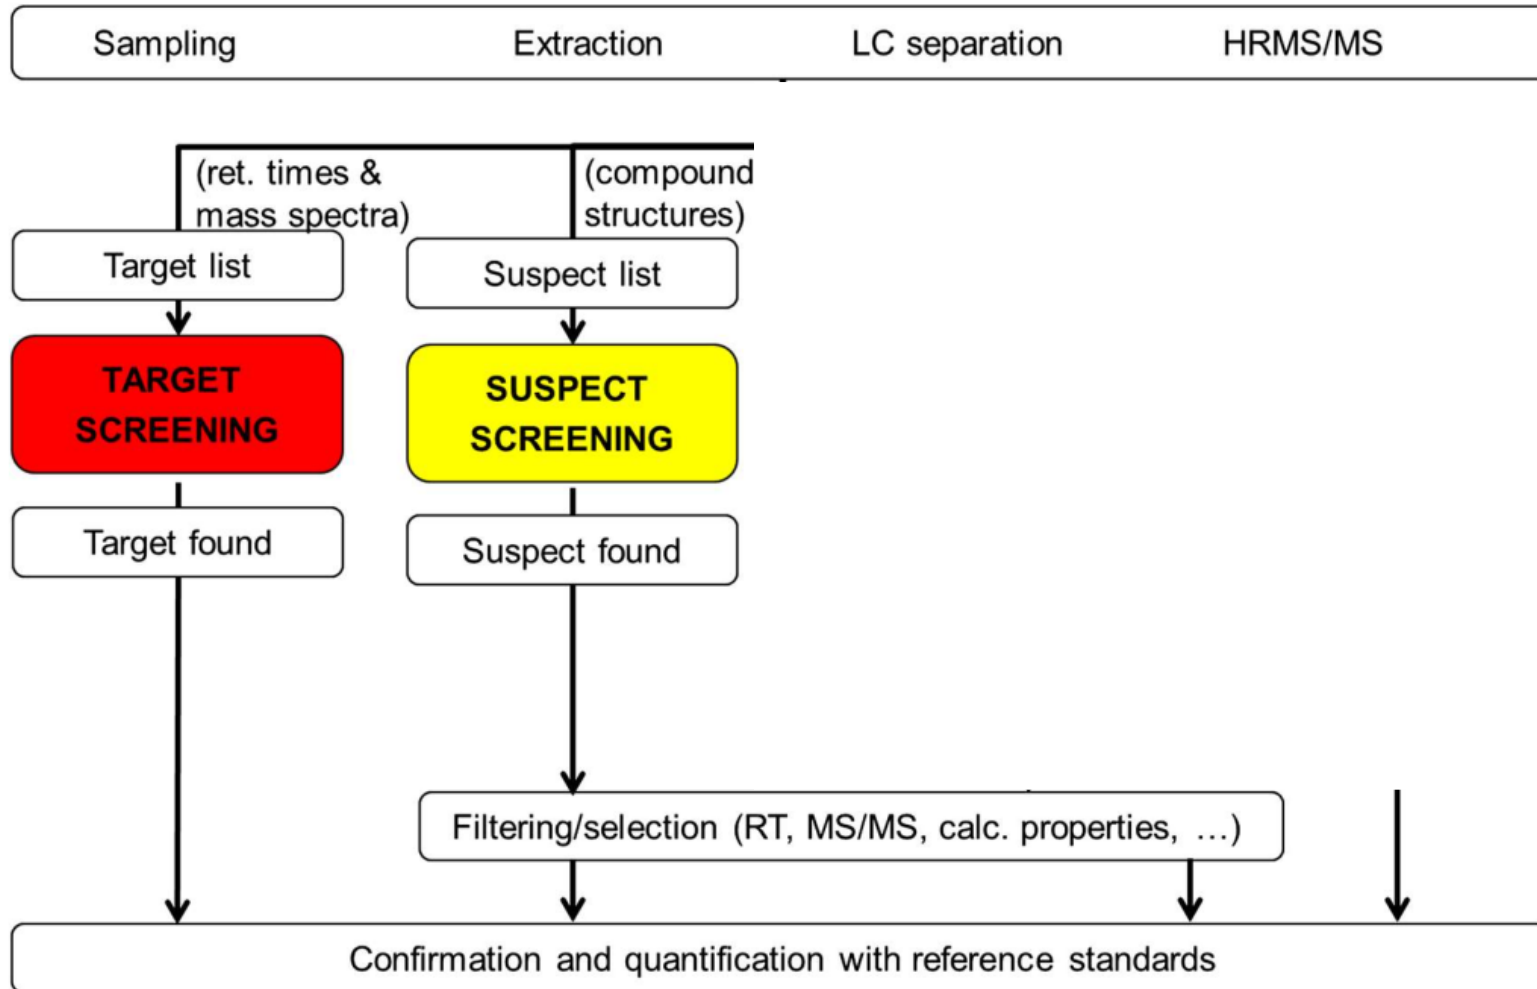 Sampling Extraction LC separation HRMS/MS
(ret. times &
mass spectra)
(compound
structures)
Target list
Suspect list
TARGET
SCREENING
SUSPECT
SCREENING
Target found
Suspect found
Filtering/selection (RT, MS/MS, calc. properties, …)
Confirmation and quantification with reference standards